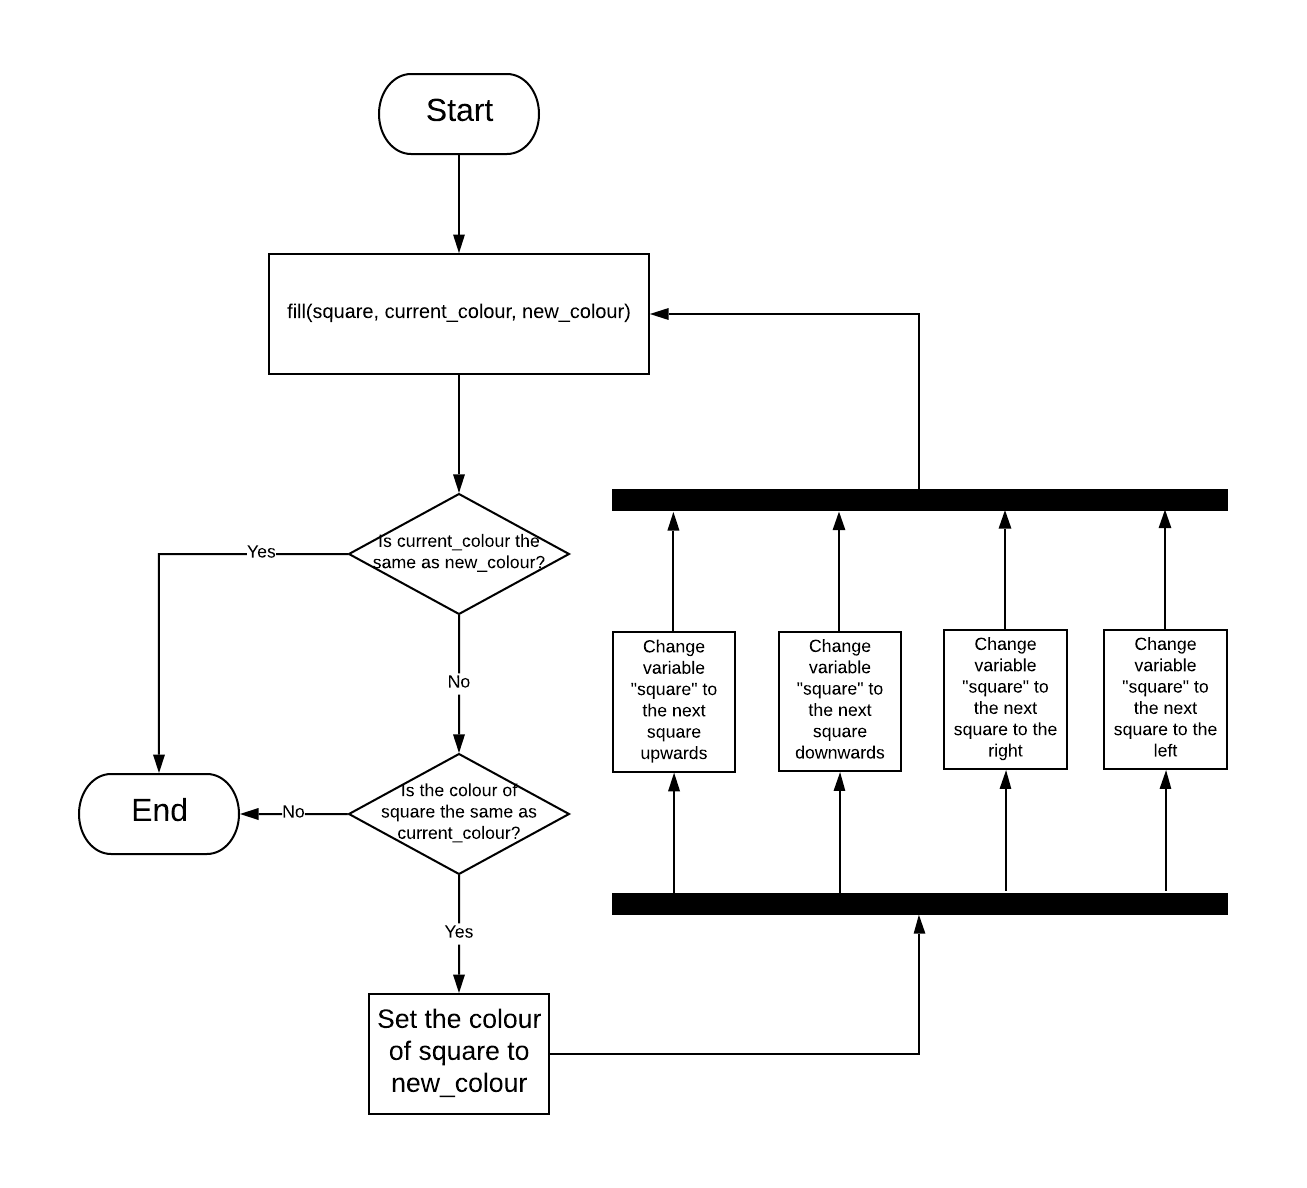 Start
fill(square, current_colour, new_colour)
Is current_colour the
same as new_colour?
Yes
No
Is the colour of
square the same as
current_colour?
No
End
Yes
Set the colour
of square to
new_colour
Change
variable
"square" to
the next
square
upwards
Change
variable
"square" to
the next
square
downwards
Change
variable
"square" to
the next
square to the
right
Change
variable
"square" to
the next
square to the
left